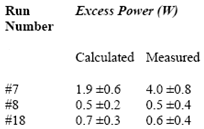 Run Number Excess Power (W)
Calculated Measured
#7 1.9 ±0.6 4.0 ±0.8
#8 0.5 ±0.2 0.5 ±0.4
#18 0.7 ±0.3 0.6 ±0.4